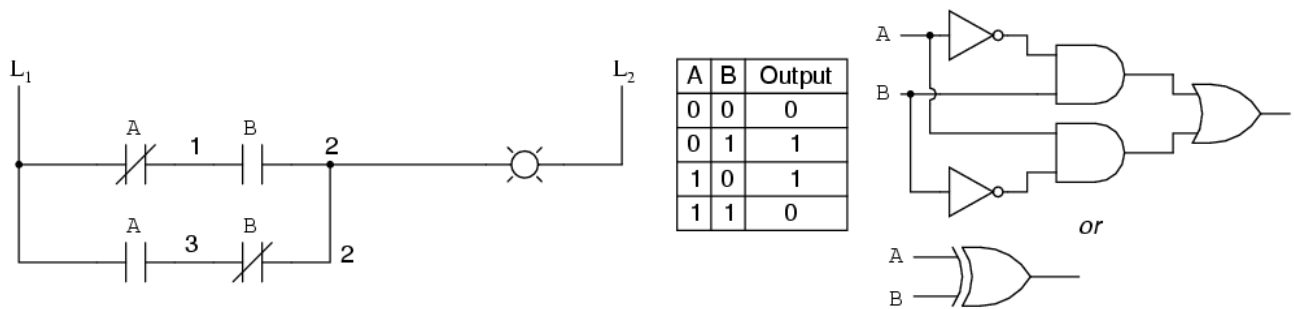 L1 L2
A 1 B 2
A 3 B 2
A B Output
0 0 0
0 1 1
1 0 1
1 1 0
A
B
or
A
B